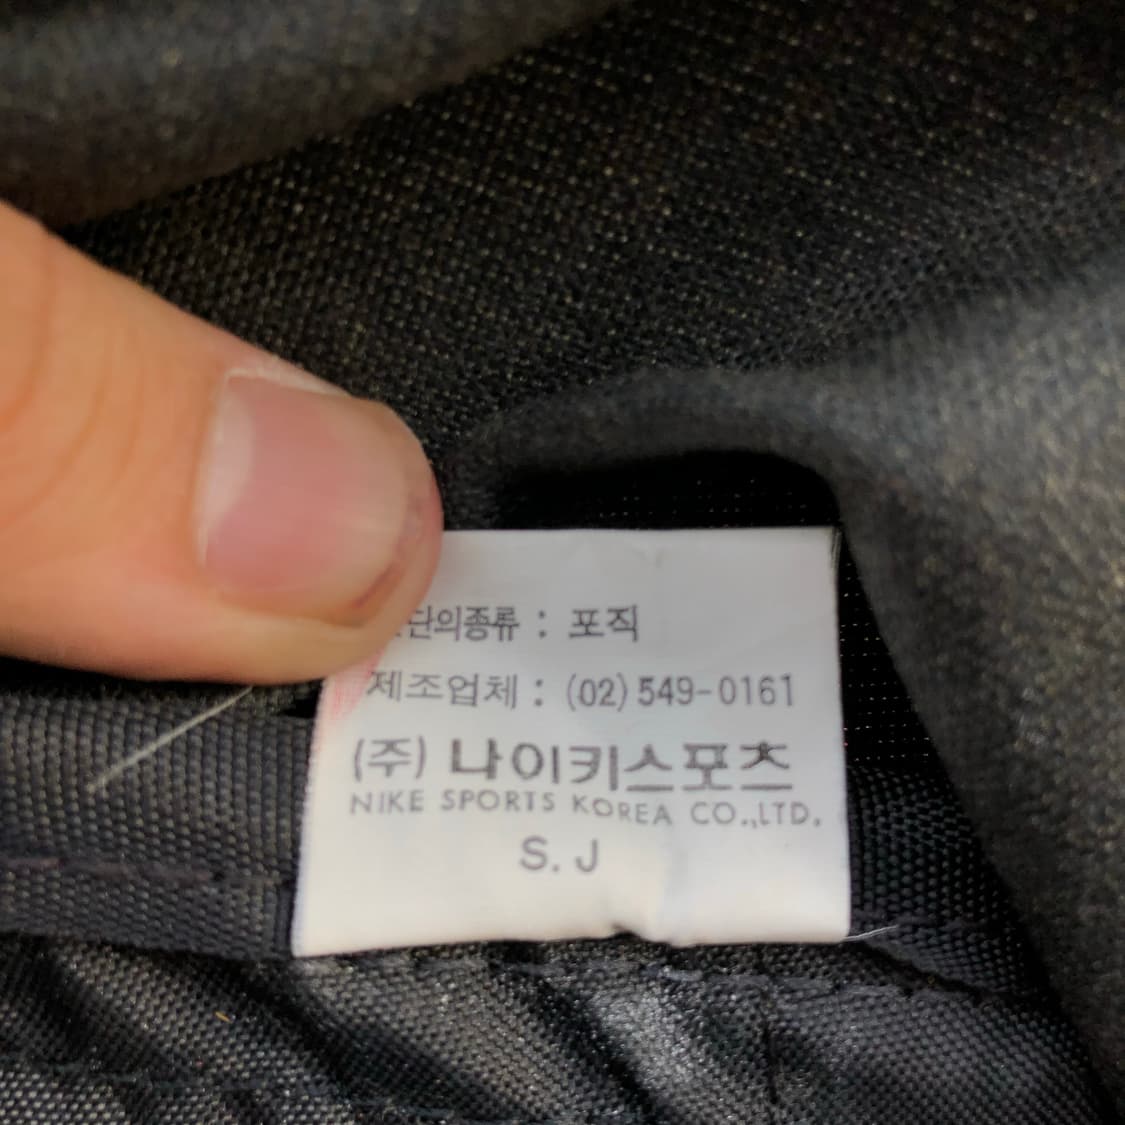 단의종류 : 포직
제조업체 : (02) 549-0161
(주) 나이키스포츠
NIKE SPORTS KOREA CO.,LTD.
S. J